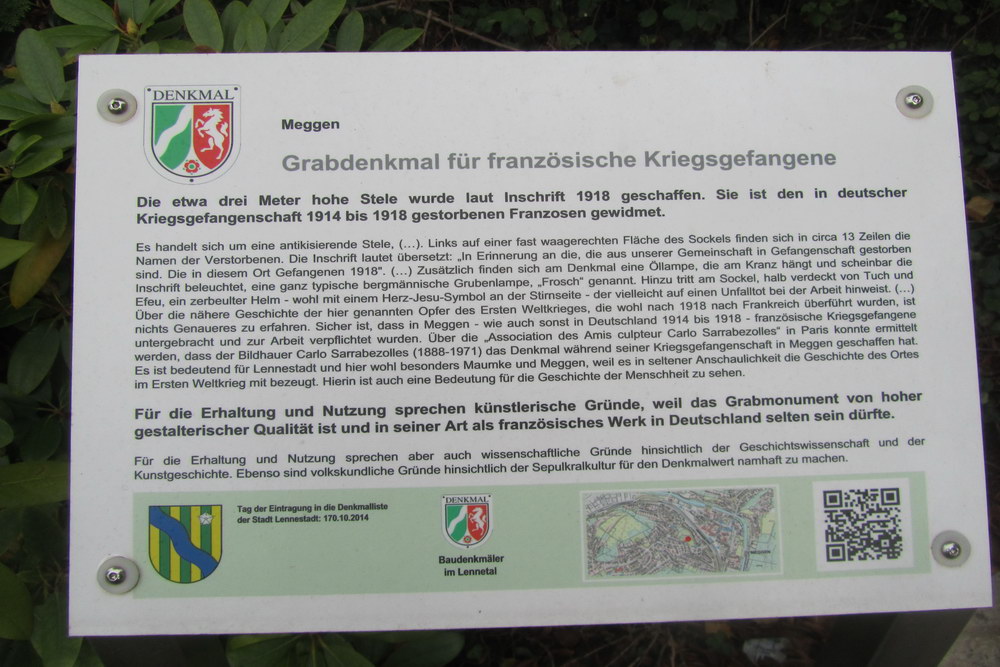 DENKMAL
Meggen
Grabdenkmal für französische Kriegsgefangene
Die etwa drei Meter hohe Stele wurde laut Inschrift 1918 geschaffen. Sie ist den in deutscher
Kriegsgefangenschaft 1914 bis 1918 gestorbenen Franzosen gewidmet.
Es handelt sich um eine antikisierende Stele, (...). Links auf einer fast waagerechten Fläche des Sockels finden sich in circa 13 Zeilen die
Namen der Verstorbenen. Die Inschrift lautet übersetzt: „In Erinnerung an die, die aus unserer Gemeinschaft in Gefangenschaft gestorben
sind. Die in diesem Ort Gefangenen 1918". (...) Zusätzlich finden sich am Denkmal eine Öllampe, die am Kranz hängt und scheinbar die
Inschrift beleuchtet, eine ganz typische bergmännische Grubenlampe, „Frosch" genannt. Hinzu tritt am Sockel, halb verdeckt von Tuch und
Efeu, ein zerbeulter Helm - wohl mit einem Herz-Jesu-Symbol an der Stirnseite - der vielleicht auf einen Unfalltot bei der Arbeit hinweist. (...)
Über die nähere Geschichte der hier genannten Opfer des Ersten Weltkrieges, die wohl nach 1918 nach Frankreich überführt wurden, ist
nichts Genaueres zu erfahren. Sicher ist, dass in Meggen - wie auch sonst in Deutschland 1914 bis 1918 - französische Kriegsgefangene
untergebracht und zur Arbeit verpflichtet wurden. Über die „Association des Amis culpteur Carlo Sarrabezolles" in Paris konnte ermittelt
werden, dass der Bildhauer Carlo Sarrabezolles (1888-1971) das Denkmal während seiner Kriegsgefangenschaft in Meggen geschaffen hat.
Es ist bedeutend für Lennestadt und hier wohl besonders Maumke und Meggen, weil es in seltener Anschaulichkeit die Geschichte des Ortes
im Ersten Weltkrieg mit bezeugt. Hierin ist auch eine Bedeutung für die Geschichte der Menschheit zu sehen.
Für die Erhaltung und Nutzung sprechen künstlerische Gründe, weil das Grabmonument von hoher
gestalterischer Qualität ist und in seiner Art als französisches Werk in Deutschland selten sein dürfte.
Für die Erhaltung und Nutzung sprechen aber auch wissenschaftliche Gründe hinsichtlich der Geschichtswissenschaft und der
Kunstgeschichte. Ebenso sind volkskundliche Gründe hinsichtlich der Sepulkralkultur für den Denkmalwert namhaft zu machen.
Tag der Eintragung in die Denkmalliste
der Stadt Lennestadt: 170.10.2014
DENKMAL
Baudenkmäler
im Lennetal